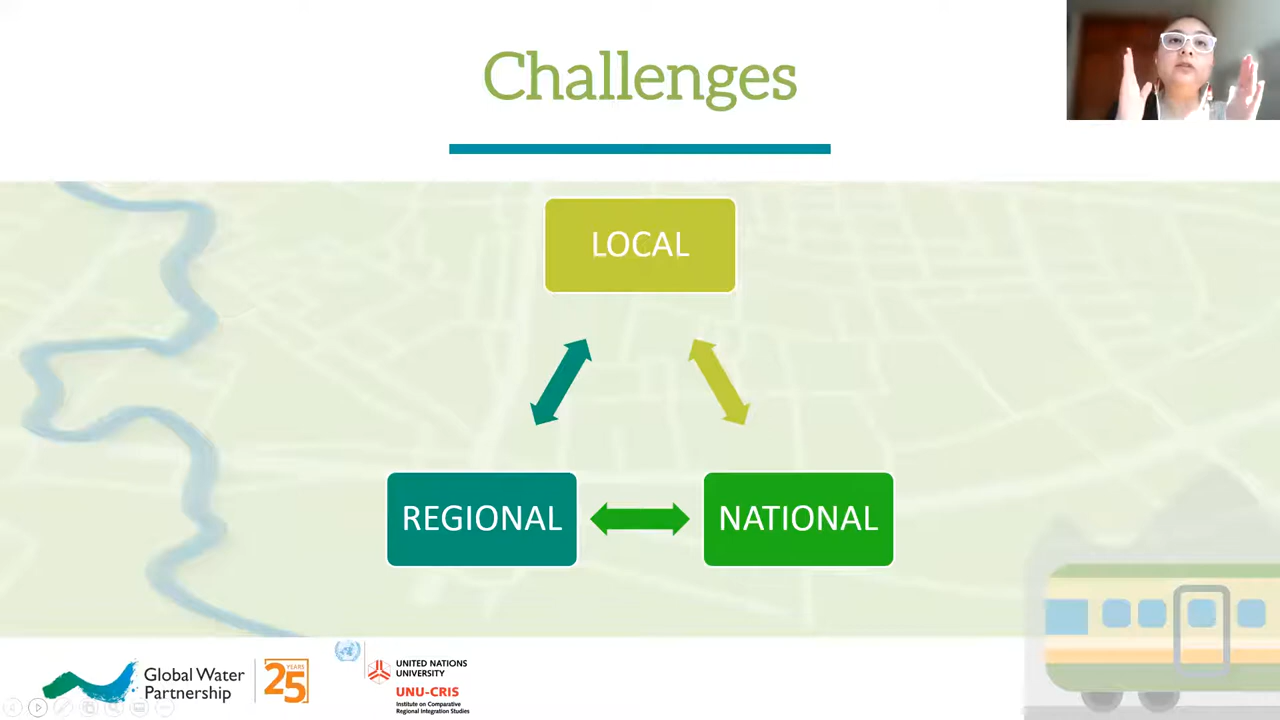 Challenges
LOCAL
REGIONAL
NATIONAL
Global Water
Partnership
25
YEARS
UNITED NATIONS
UNIVERSITY
UNU-CRIS
Institute on Comparative
Regional Integration Studies